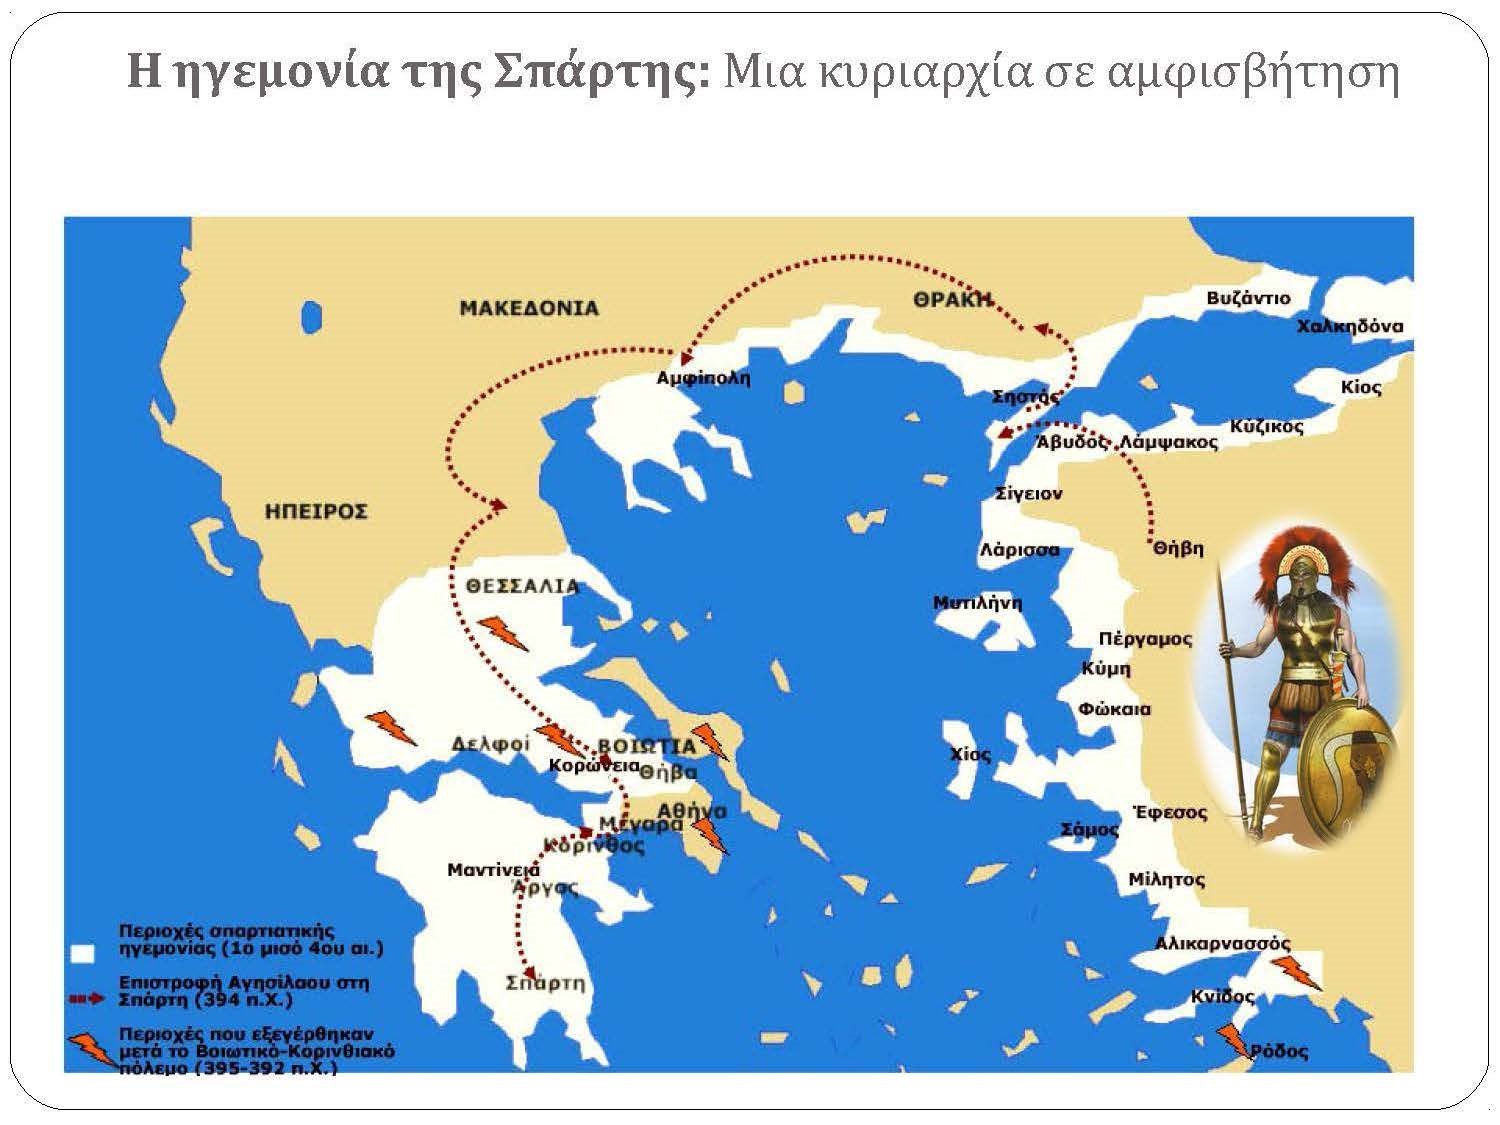 Η ηγεμονία της Σπάρτης: Μια κυριαρχία σε αμφισβήτηση
ΜΑΚΕΔΟΝΙΑ
ΘΡΑΚΗ
Βυζάντιο
Χαλκηδόνα
Αμφίπολη
Σηστός
Κίος
Κύζικος
Άβυδος
Λάμψακος
Σίγειον
ΗΠΕΙΡΟΣ
Λάρισσα
Θήβη
ΘΕΣΣΑΛΙΑ
Μυτιλήνη
Πέργαμος
Κύμη
Φώκαια
Δελφοί
ΒΟΙΩΤΙΑ
Κορώνεια
Θήβα
Χίος
Αθήνα
Μέγαρα
Κόρινθος
Έφεσος
Σάμος
Μαντίνεια
Άργος
Μίλητος
Αλικαρνασσός
Σπάρτη
Κνίδος
Ρόδος
Περιοχές σπαρτιατικής
ηγεμονίας (1ο μισό 4ου αι.)
Επιστροφή Αγησίλαου στη
Σπάρτη (394 π.Χ.)
Περιοχές που εξεγέρθηκαν
μετά το Βοιωτικό-Κορινθιακό
πόλεμο (395-392 π.Χ.)